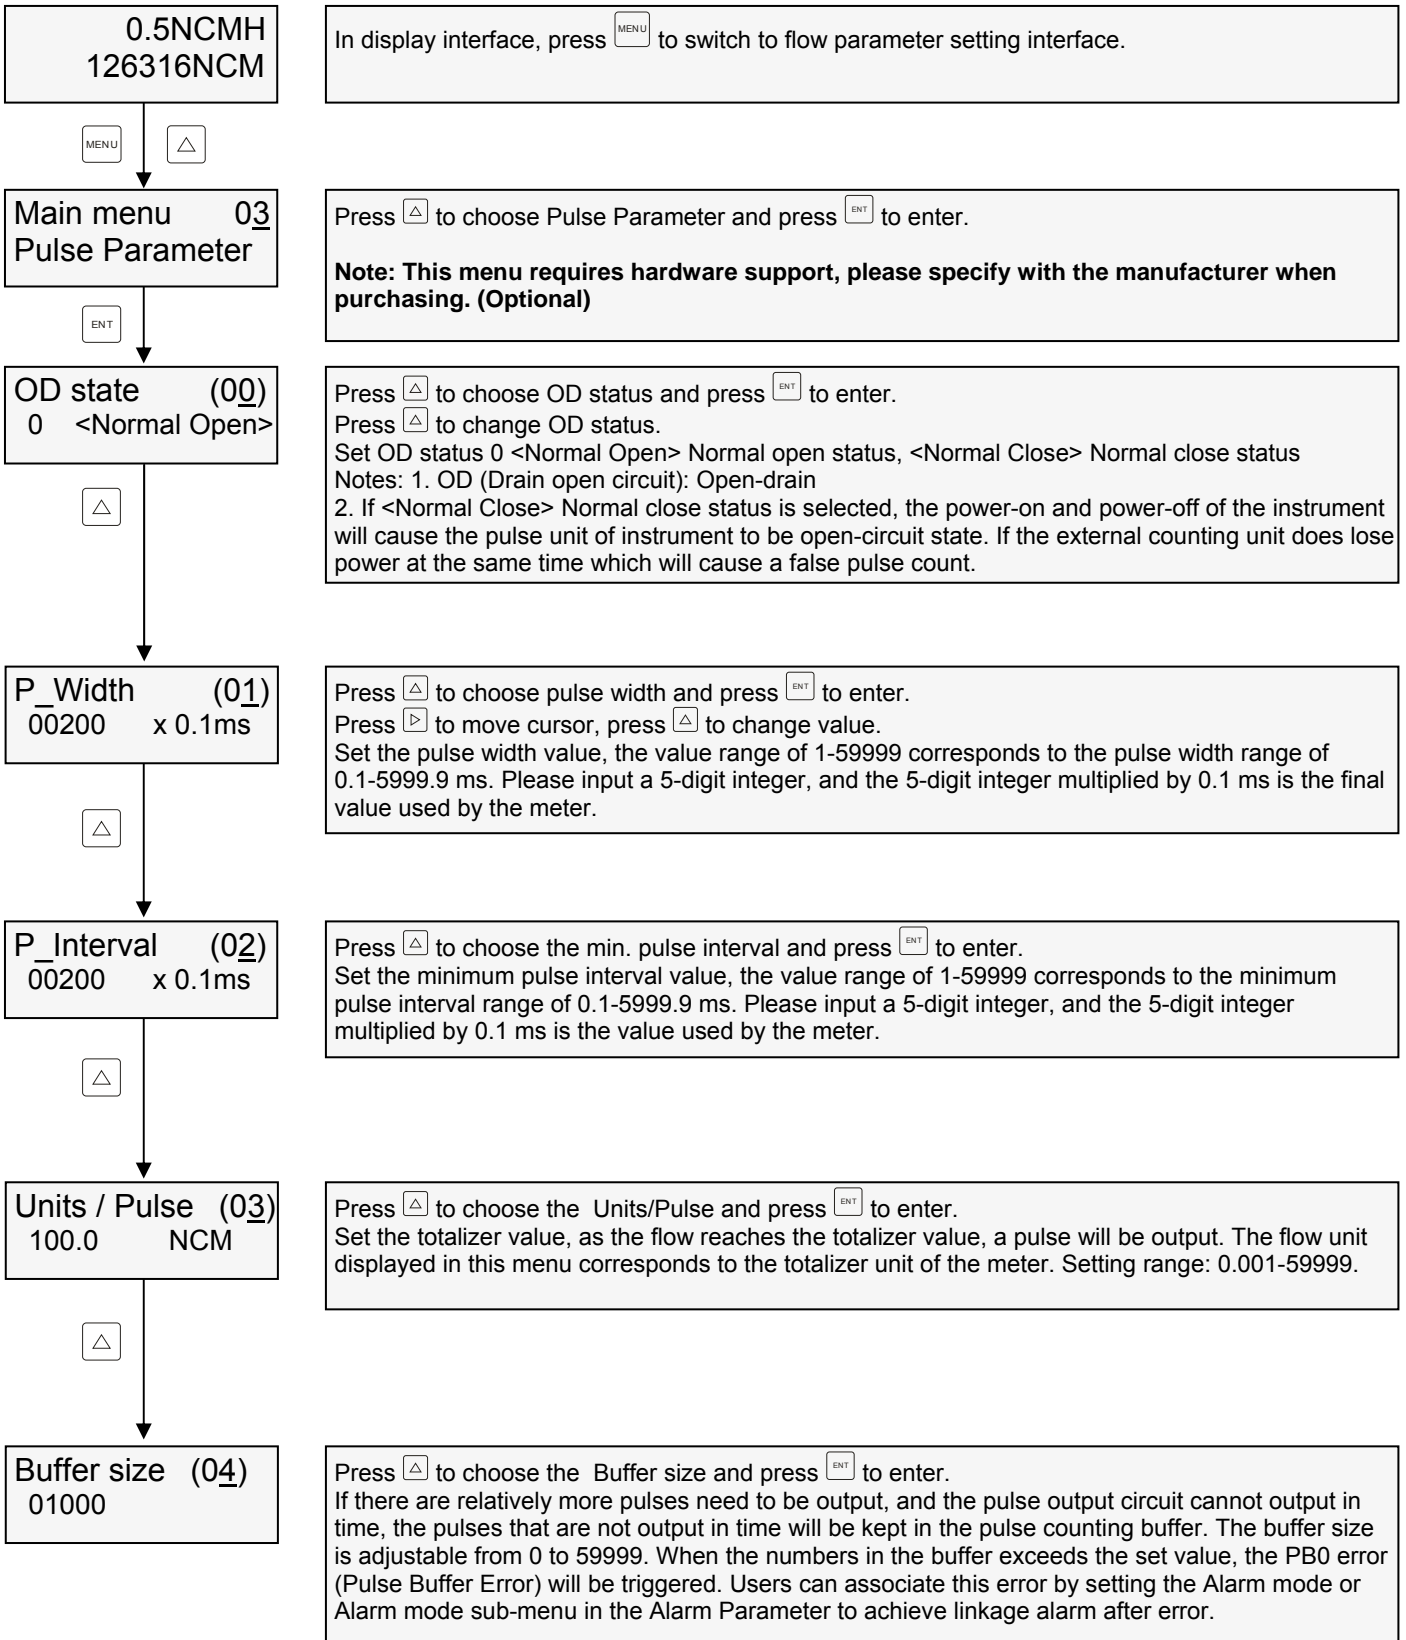 0.5NCMH
126316NCM
In display interface, press MENU to switch to flow parameter setting interface.
MENU
Main menu 03
Pulse Parameter
Press to choose Pulse Parameter and press ENT to enter.
Note: This menu requires hardware support, please specify with the manufacturer when
purchasing. (Optional)
ENT
OD state (00)
0 <Normal Open>
Press to choose OD status and press ENT to enter.
Press to change OD status.
Set OD status 0 <Normal Open> Normal open status, <Normal Close> Normal close status
Notes: 1. OD (Drain open circuit): Open-drain
2. If <Normal Close> Normal close status is selected, the power-on and power-off of the instrument
will cause the pulse unit of instrument to be open-circuit state. If the external counting unit does lose
power at the same time which will cause a false pulse count.
P_Width (01)
00200 x 0.1ms
Press to choose pulse width and press ENT to enter.
Press to move cursor, press to change value.
Set the pulse width value, the value range of 1-59999 corresponds to the pulse width range of
0.1-5999.9 ms. Please input a 5-digit integer, and the 5-digit integer multiplied by 0.1 ms is the final
value used by the meter.
P_Interval (02)
00200 x 0.1ms
Press to choose the min. pulse interval and press ENT to enter.
Set the minimum pulse interval value, the value range of 1-59999 corresponds to the minimum
pulse interval range of 0.1-5999.9 ms. Please input a 5-digit integer, and the 5-digit integer
multiplied by 0.1 ms is the value used by the meter.
Units / Pulse (03)
100.0 NCM
Press to choose the Units/Pulse and press ENT to enter.
Set the totalizer value, as the flow reaches the totalizer value, a pulse will be output. The flow unit
displayed in this menu corresponds to the totalizer unit of the meter. Setting range: 0.001-59999.
Buffer size (04)
01000
Press to choose the Buffer size and press ENT to enter.
If there are relatively more pulses need to be output, and the pulse output circuit cannot output in
time, the pulses that are not output in time will be kept in the pulse counting buffer. The buffer size
is adjustable from 0 to 59999. When the numbers in the buffer exceeds the set value, the PB0 error
(Pulse Buffer Error) will be triggered. Users can associate this error by setting the Alarm mode or
Alarm mode sub-menu in the Alarm Parameter to achieve linkage alarm after error.